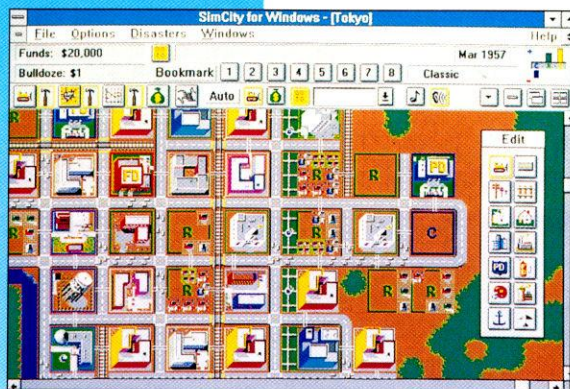 SimCity for Windows - [Tokyo]
File Options Disasters Windows Help
Funds: $20,000 Mar 1957
Bulldoze: $1 Bookmark 1 2 3 4 5 6 7 8 Classic
Auto
Edit
R
PD
FD
R
R
R
R
R
C
R
R
R
R
PD